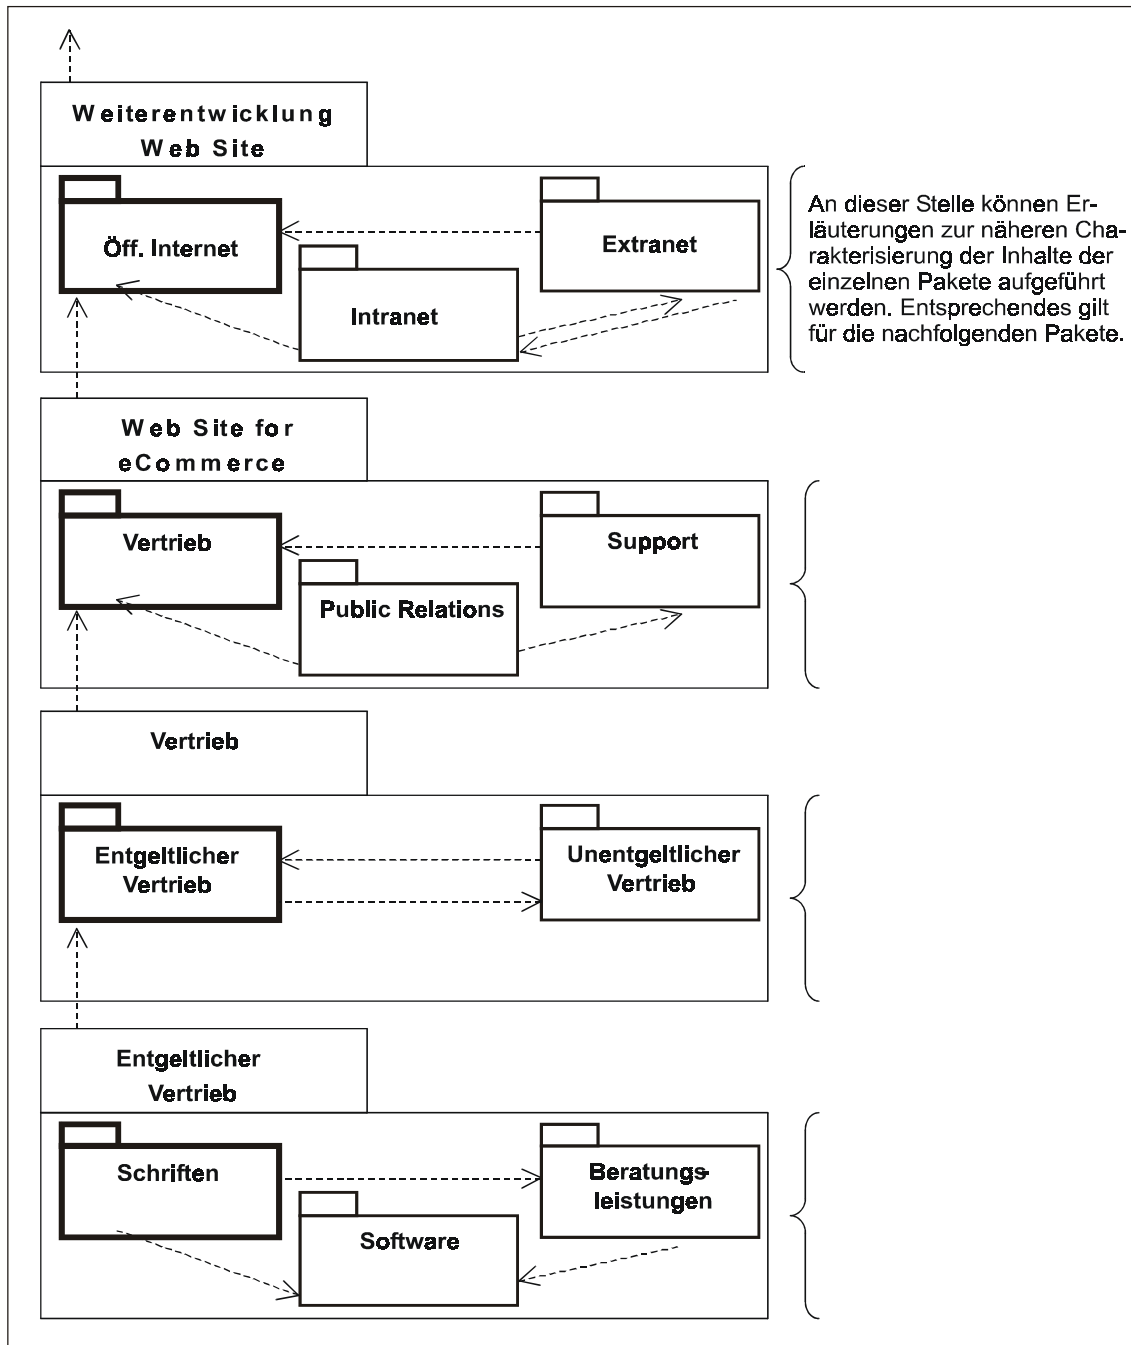 Weiterentwicklung
Web Site
Öff. Internet
Extranet
Intranet
An dieser Stelle können Er-
läuterungen zur näheren Cha-
rakterisierung der Inhalte der
einzelnen Pakete aufgeführt
werden. Entsprechendes gilt
für die nachfolgenden Pakete.
Web Site for
eCommerce
Vertrieb
Support
Public Relations
Vertrieb
Entgeltlicher
Vertrieb
Unentgeltlicher
Vertrieb
Entgeltlicher
Vertrieb
Schriften
Beratungs-
leistungen
Software